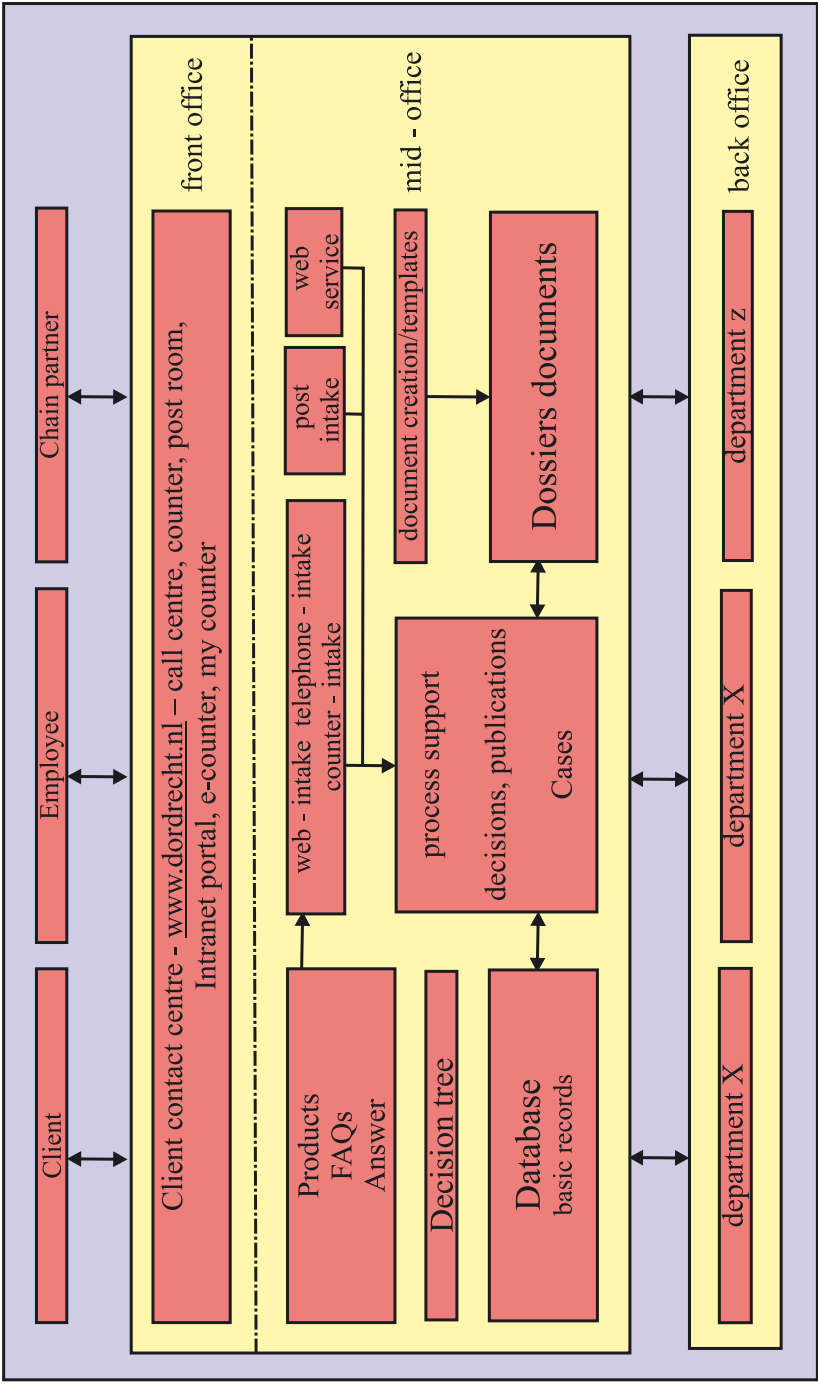 Client
Employee
Chain partner
front office
Client contact centre - www.dordrecht.nl – call centre, counter, post room,
Intranet portal, e-counter, my counter
mid - office
Products
FAQs
Answer
web - intake telephone - intake
counter - intake
post
intake
web
service
Decision tree
process support
decisions, publications
Cases
document creation/templates
Database
basic records
Dossiers documents
back office
department X
department X
department z